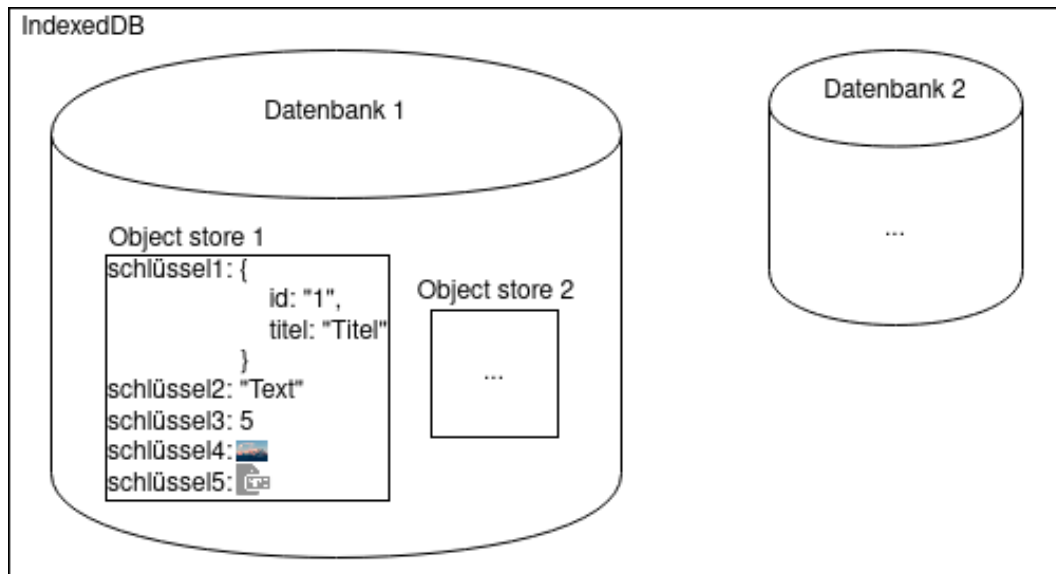 IndexedDB
Datenbank 1
Object store 1
schlüssel1: {
id: "1",
titel: "Titel"
}
schlüssel2: "Text"
schlüssel3: 5
schlüssel4:
schlüssel5:
Object store 2
...
Datenbank 2
...